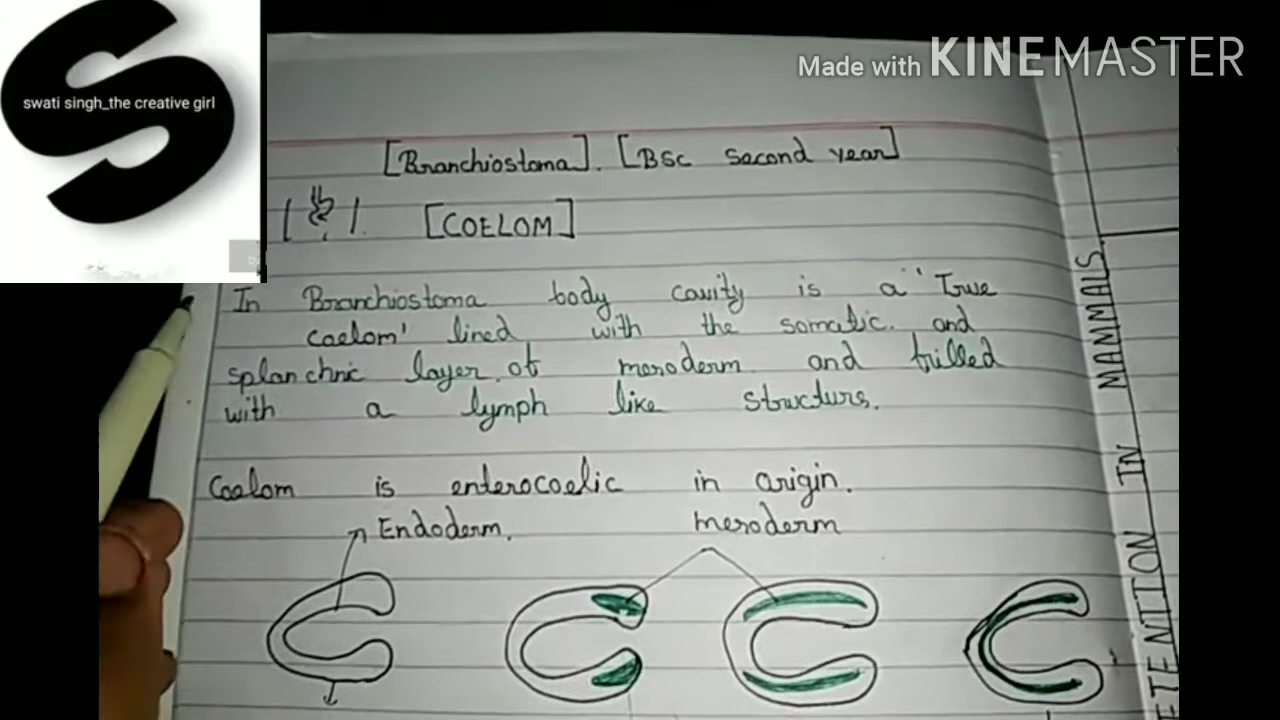 Made with KINEMASTER
swati singh_the creative girl
[Branchiostoma]. [BSC second year]
[COELOM]
In Branchiostoma body cavity is a 'True
coelom' lined with the somatic and
splanchnic layer of mesoderm and filled
with a lymph like structurs.
Coelom is enterocoelic in origin.
Endoderm. mesoderm
IN MAMMALS